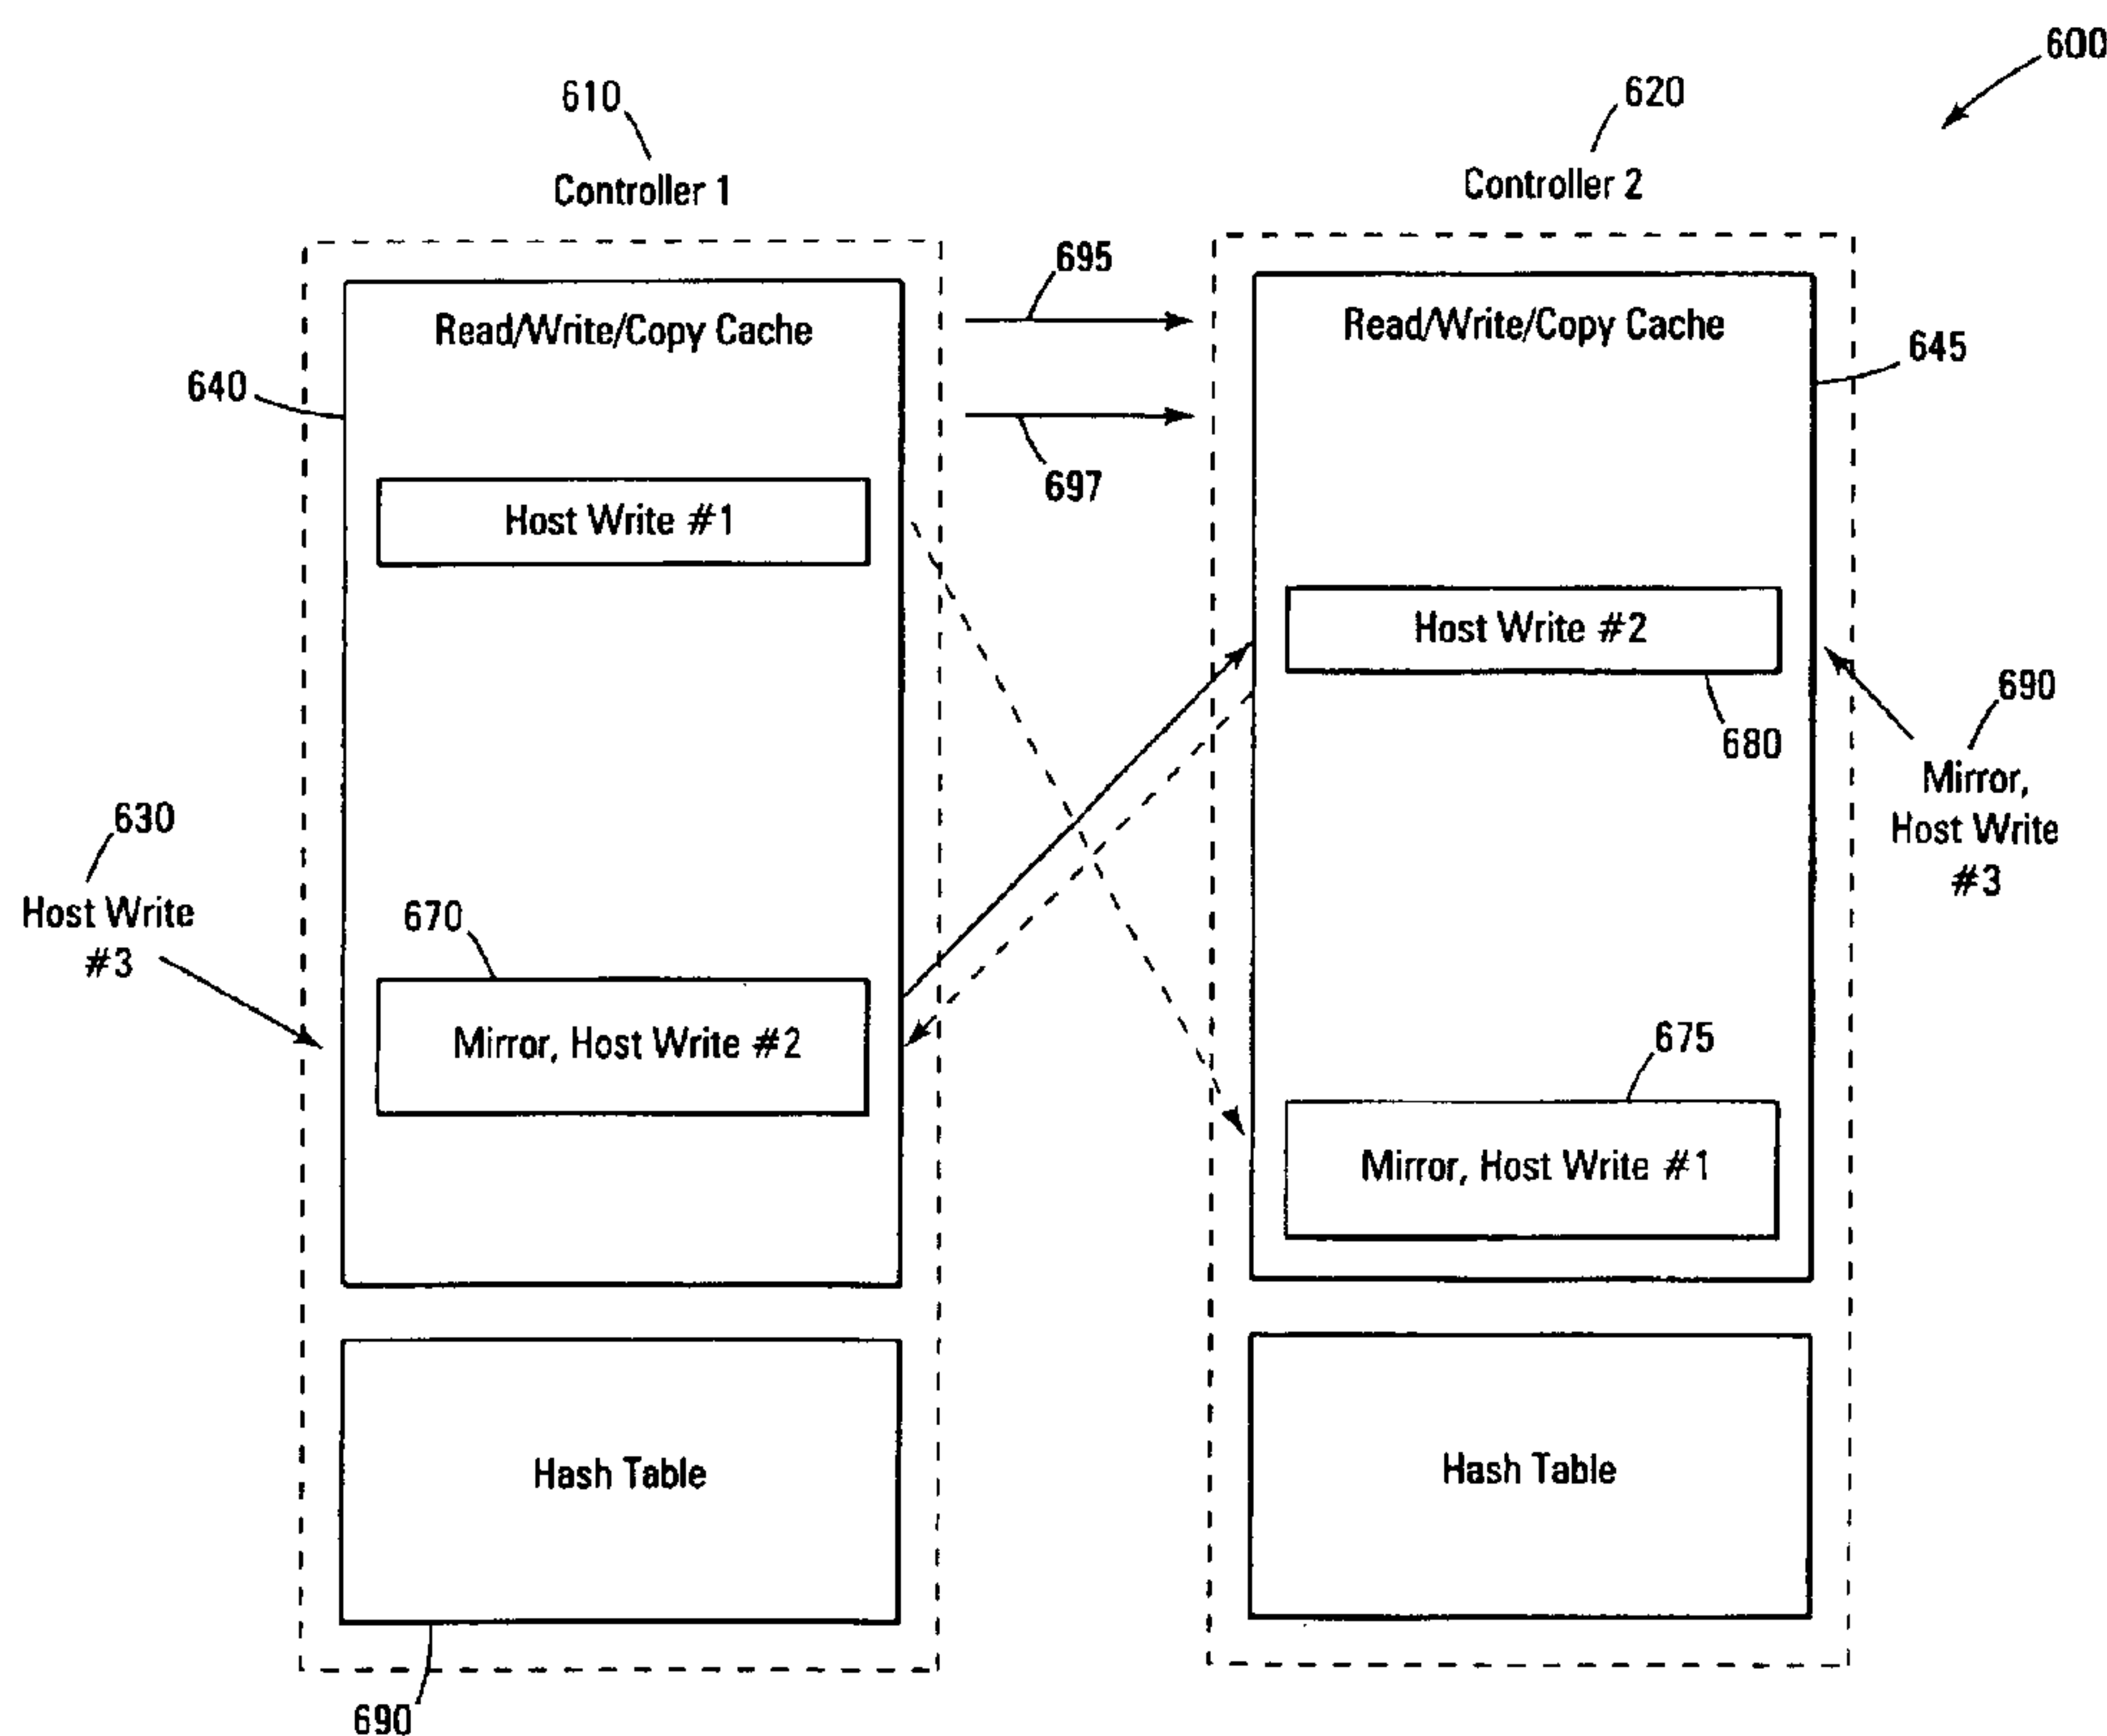 600
610
620
Controller 1
Controller 2
695
Read/Write/Copy Cache
Read/Write/Copy Cache
645
640
697
Host Write #1
Host Write #2
690
680
Mirror,
Host Write
#3
630
Host Write
#3
670
Mirror, Host Write #2
675
Mirror, Host Write #1
Hash Table
Hash Table
690